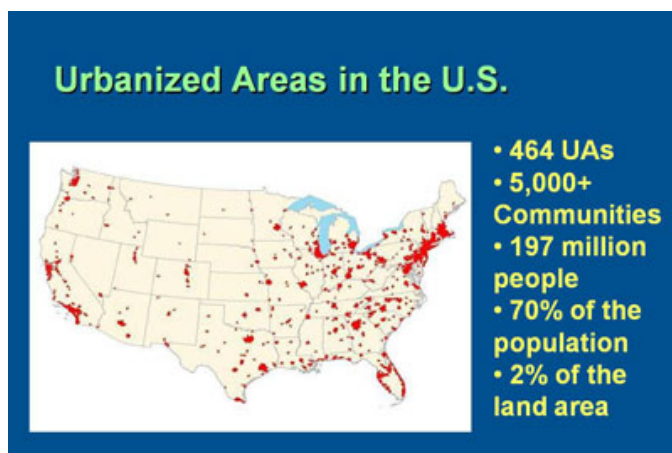 Urbanized Areas in the U.S.
• 464 UAs
• 5,000+
Communities
• 197 million
people
• 70% of the
population
• 2% of the
land area